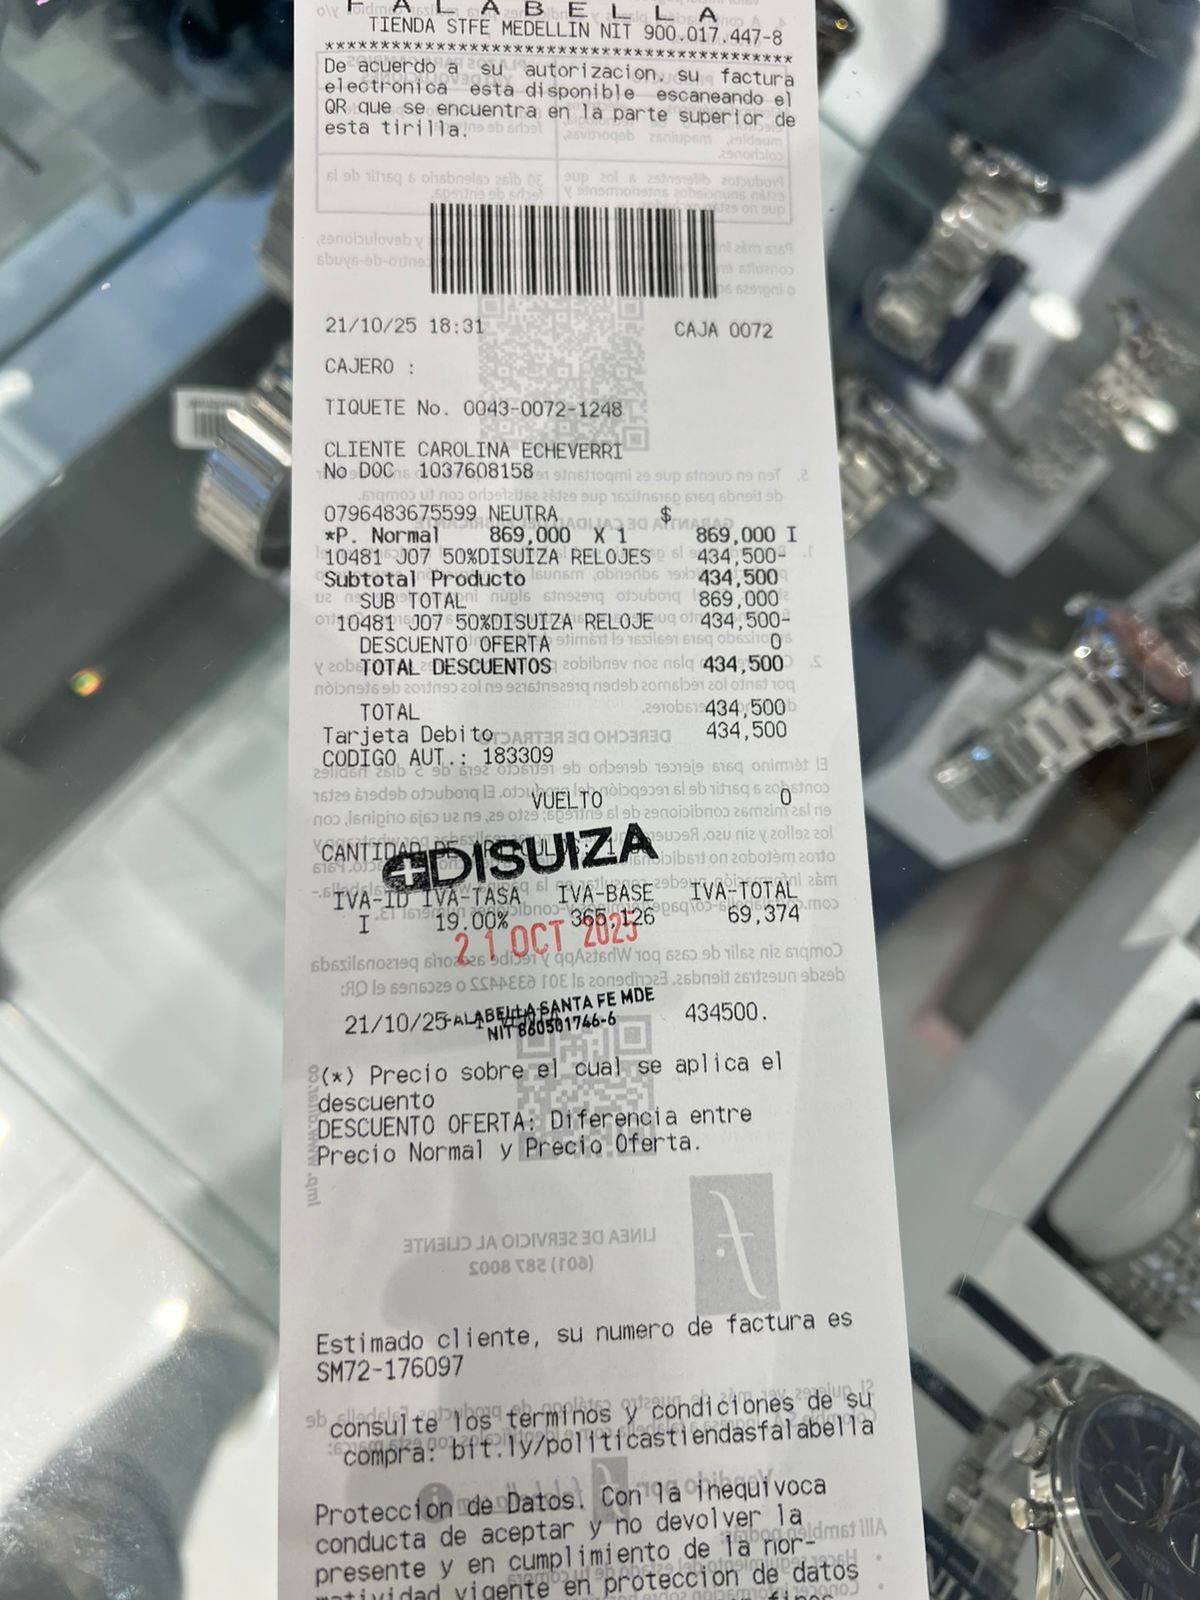 FALABELLA
TIENDA STFE MEDELLIN NIT 900.017.447-8
De acuerdo a su autorizacion, su factura
electronica esta disponible escaneando el
QR que se encuentra en la parte superior de
esta tirilla.
21/10/25 18:31 CAJA 0072
CAJERO :
TIQUETE No. 0043-0072-1248
CLIENTE CAROLINA ECHEVERRI
No DOC 1037608158
0796483675599 NEUTRA $
*P. Normal 869,000 X 1 869,000 I
10481 J07 50%DISUIZA RELOJES 434,500-
Subtotal Producto 434,500
SUB TOTAL 869,000
10481 J07 50%DISUIZA RELOJE 434,500-
DESCUENTO OFERTA 0
TOTAL DESCUENTOS 434,500
TOTAL 434,500
Tarjeta Debito 434,500
CODIGO AUT.: 183309
VUELTO 0
CANTIDAD DE
DISUIZA
IVA-ID IVA-TASA IVA-BASE IVA-TOTAL
I 19.00% 365,126 69,374
21 OCT 2025
FALABELLA SANTA FE MDE
21/10/25 434500.
NIT 860501746-6
(*) Precio sobre el cual se aplica el
descuento
DESCUENTO OFERTA: Diferencia entre
Precio Normal y Precio Oferta.
Estimado cliente, su numero de factura es
SM72-176097
consulte los terminos y condiciones de su
compra: bit.ly/politicastiendasfalabella
Proteccion de Datos. Con la inequivoca
conducta de aceptar y no devolver la
presente y en cumplimiento de la nor-
matividad vigente en proteccion de datos